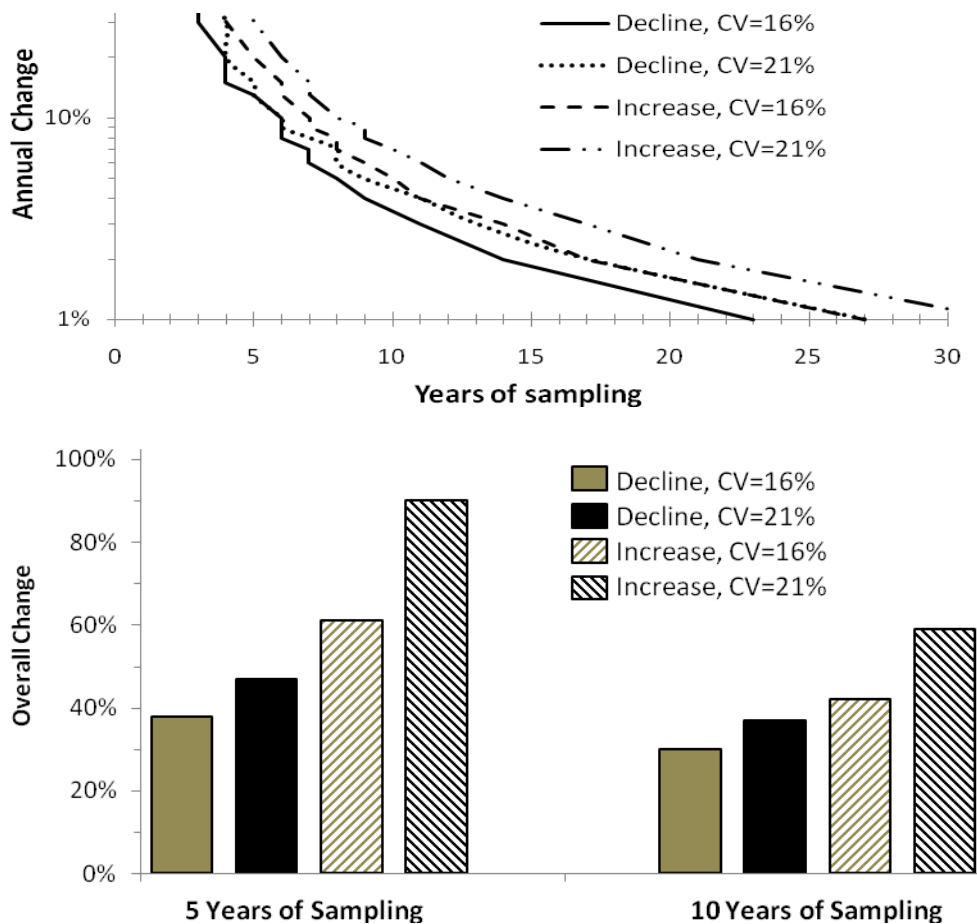 Decline, CV=16%
Decline, CV=21%
Increase, CV=16%
Increase, CV=21%
Annual Change
10%
1%
0 5 10 15 20 25 30
Years of sampling
Decline, CV=16%
Decline, CV=21%
Increase, CV=16%
Increase, CV=21%
Overall Change
100%
80%
60%
40%
20%
0%
5 Years of Sampling 10 Years of Sampling